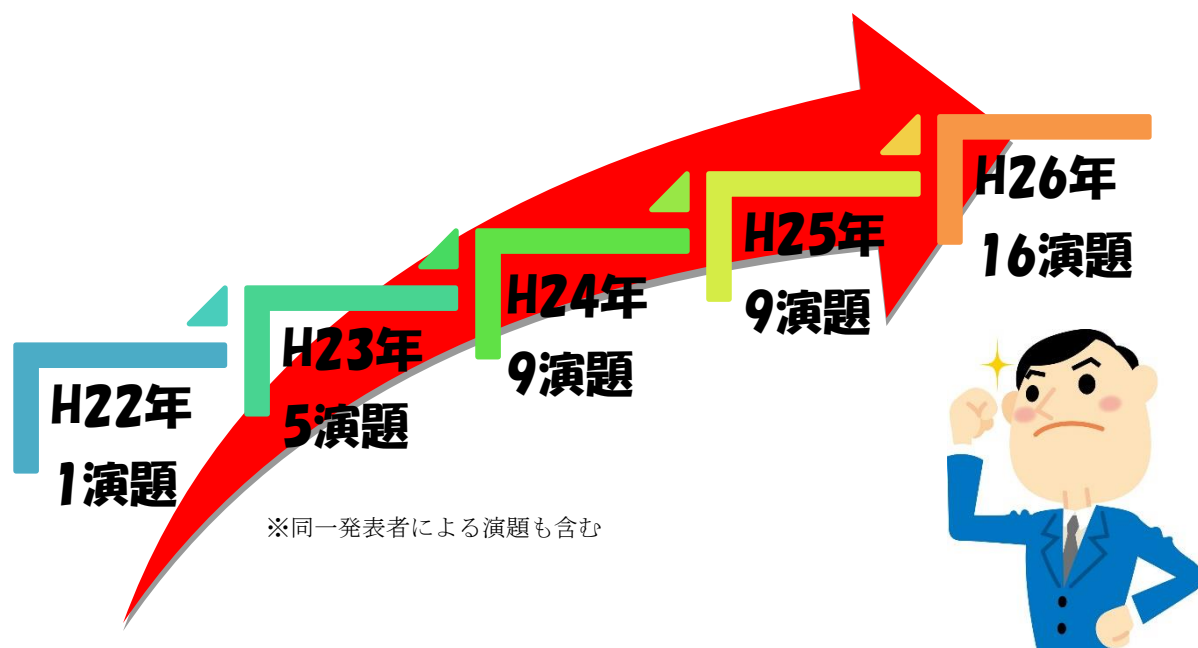 H22年
1演題
H23年
5演題
H24年
9演題
H25年
9演題
H26年
16演題
※同一発表者による演題も含む